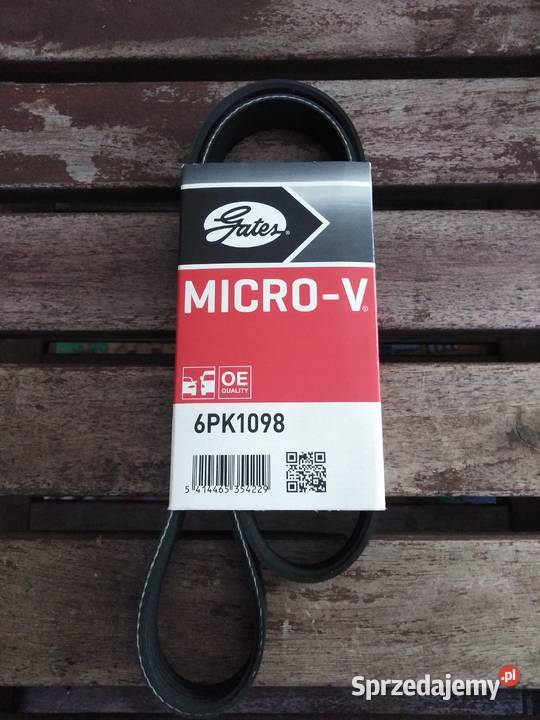 Gates®
MICRO-V®
OE
QUALITY
6PK1098
5 414465 354229
Sprzedajemy.pl